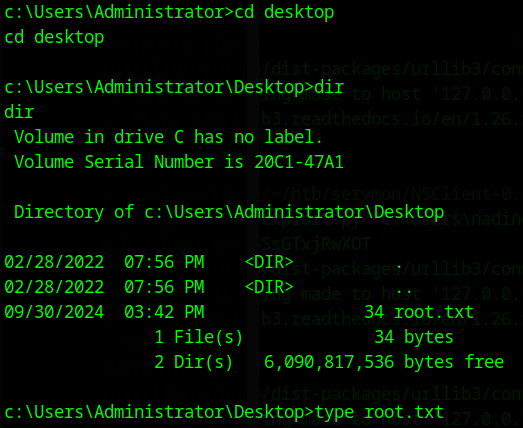 c:\Users\Administrator>cd desktop
cd desktop

c:\Users\Administrator\Desktop>dir
dir
 Volume in drive C has no label.
 Volume Serial Number is 20C1-47A1

 Directory of c:\Users\Administrator\Desktop

02/28/2022  07:56 PM    <DIR>          .
02/28/2022  07:56 PM    <DIR>          ..
09/30/2024  03:42 PM                34 root.txt
               1 File(s)             34 bytes
               2 Dir(s)   6,090,817,536 bytes free

c:\Users\Administrator\Desktop>type root.txt